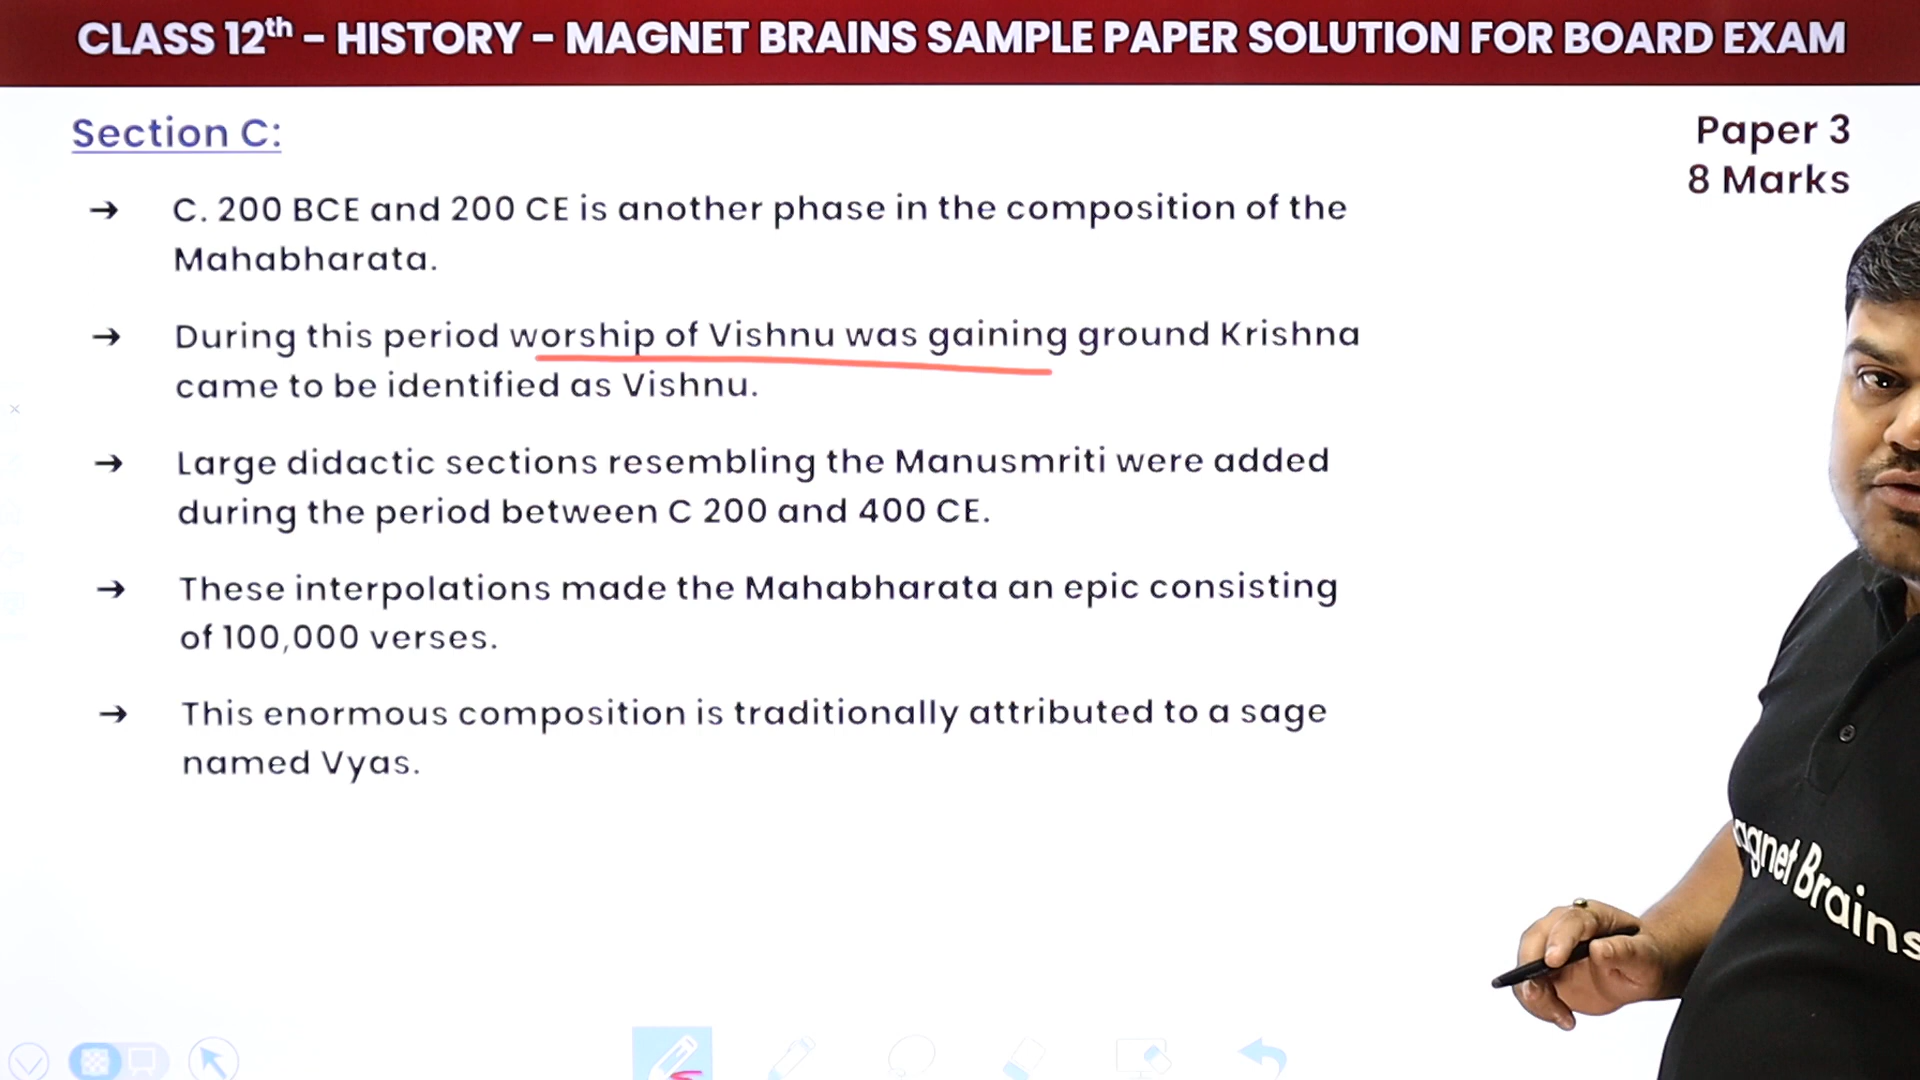 CLASS 12th – HISTORY – MAGNET BRAINS SAMPLE PAPER SOLUTION FOR BOARD EXAM
Section C:
Paper 3
8 Marks
→ C. 200 BCE and 200 CE is another phase in the composition of the
Mahabharata.
→ During this period worship of Vishnu was gaining ground Krishna
came to be identified as Vishnu.
→ Large didactic sections resembling the Manusmriti were added
during the period between C 200 and 400 CE.
→ These interpolations made the Mahabharata an epic consisting
of 100,000 verses.
→ This enormous composition is traditionally attributed to a sage
named Vyas.
agnet Brains